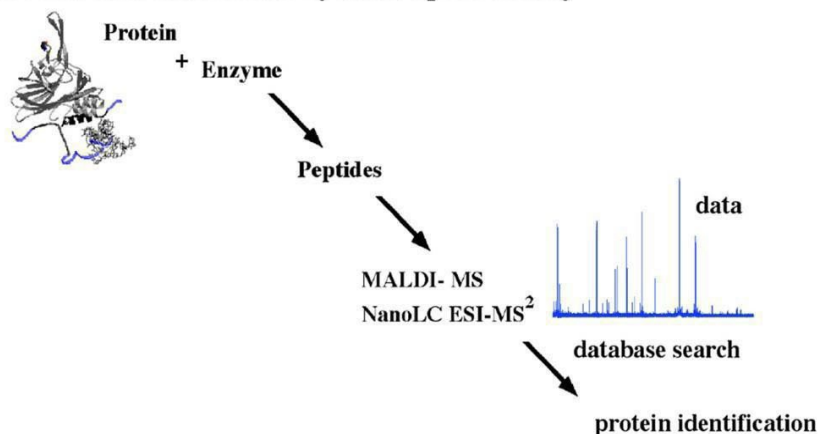 Protein
+ Enzyme
Peptides
data
MALDI- MS
NanoLC ESI-MS²
database search
protein identification